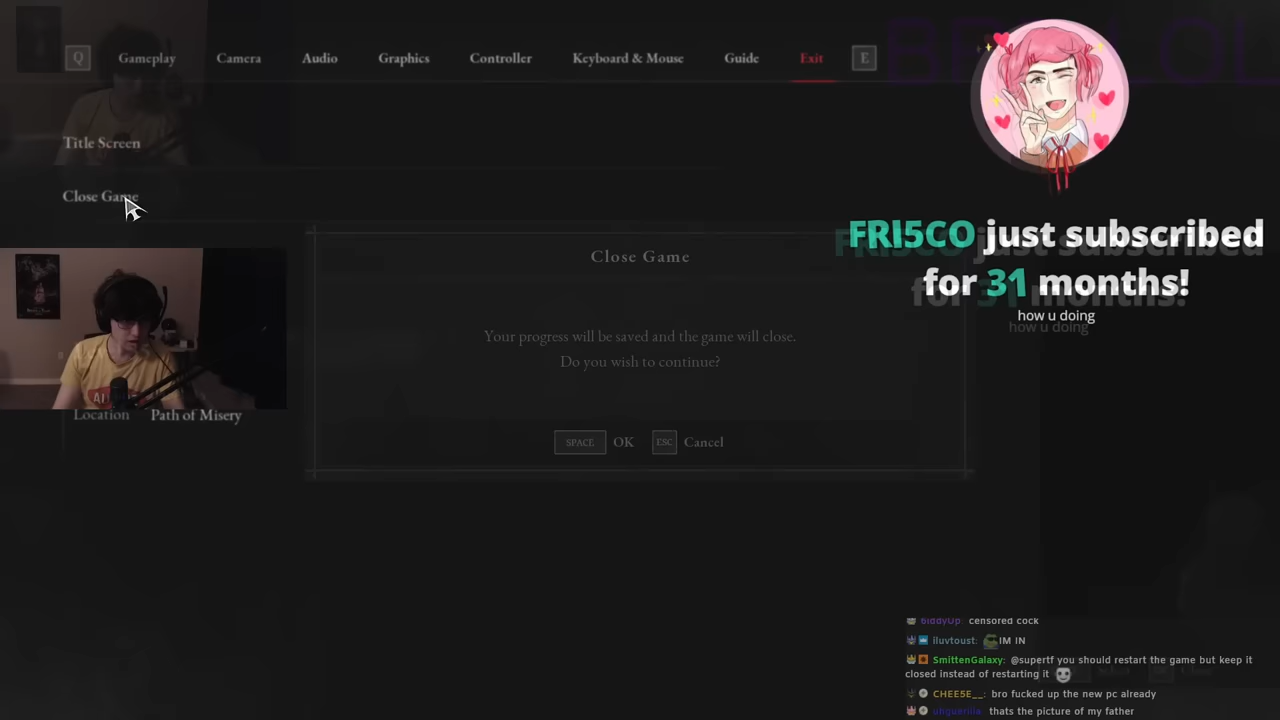 Q Gameplay Camera Audio Graphics Controller Keyboard & Mouse Guide Exit E
Title Screen
Close Game
Close Game
Your progress will be saved and the game will close.
Do you wish to continue?
SPACE OK ESC Cancel
Location Path of Misery
FRI5CO just subscribed
for 31 months!
how u doing
how u doing
6iddyUp: censored cock
iluvtoust: IM IN
SmittenGalaxy: @supertf you should restart the game but keep it
closed instead of restarting it
CHEE5E__: bro fucked up the new pc already
thats the picture of my father